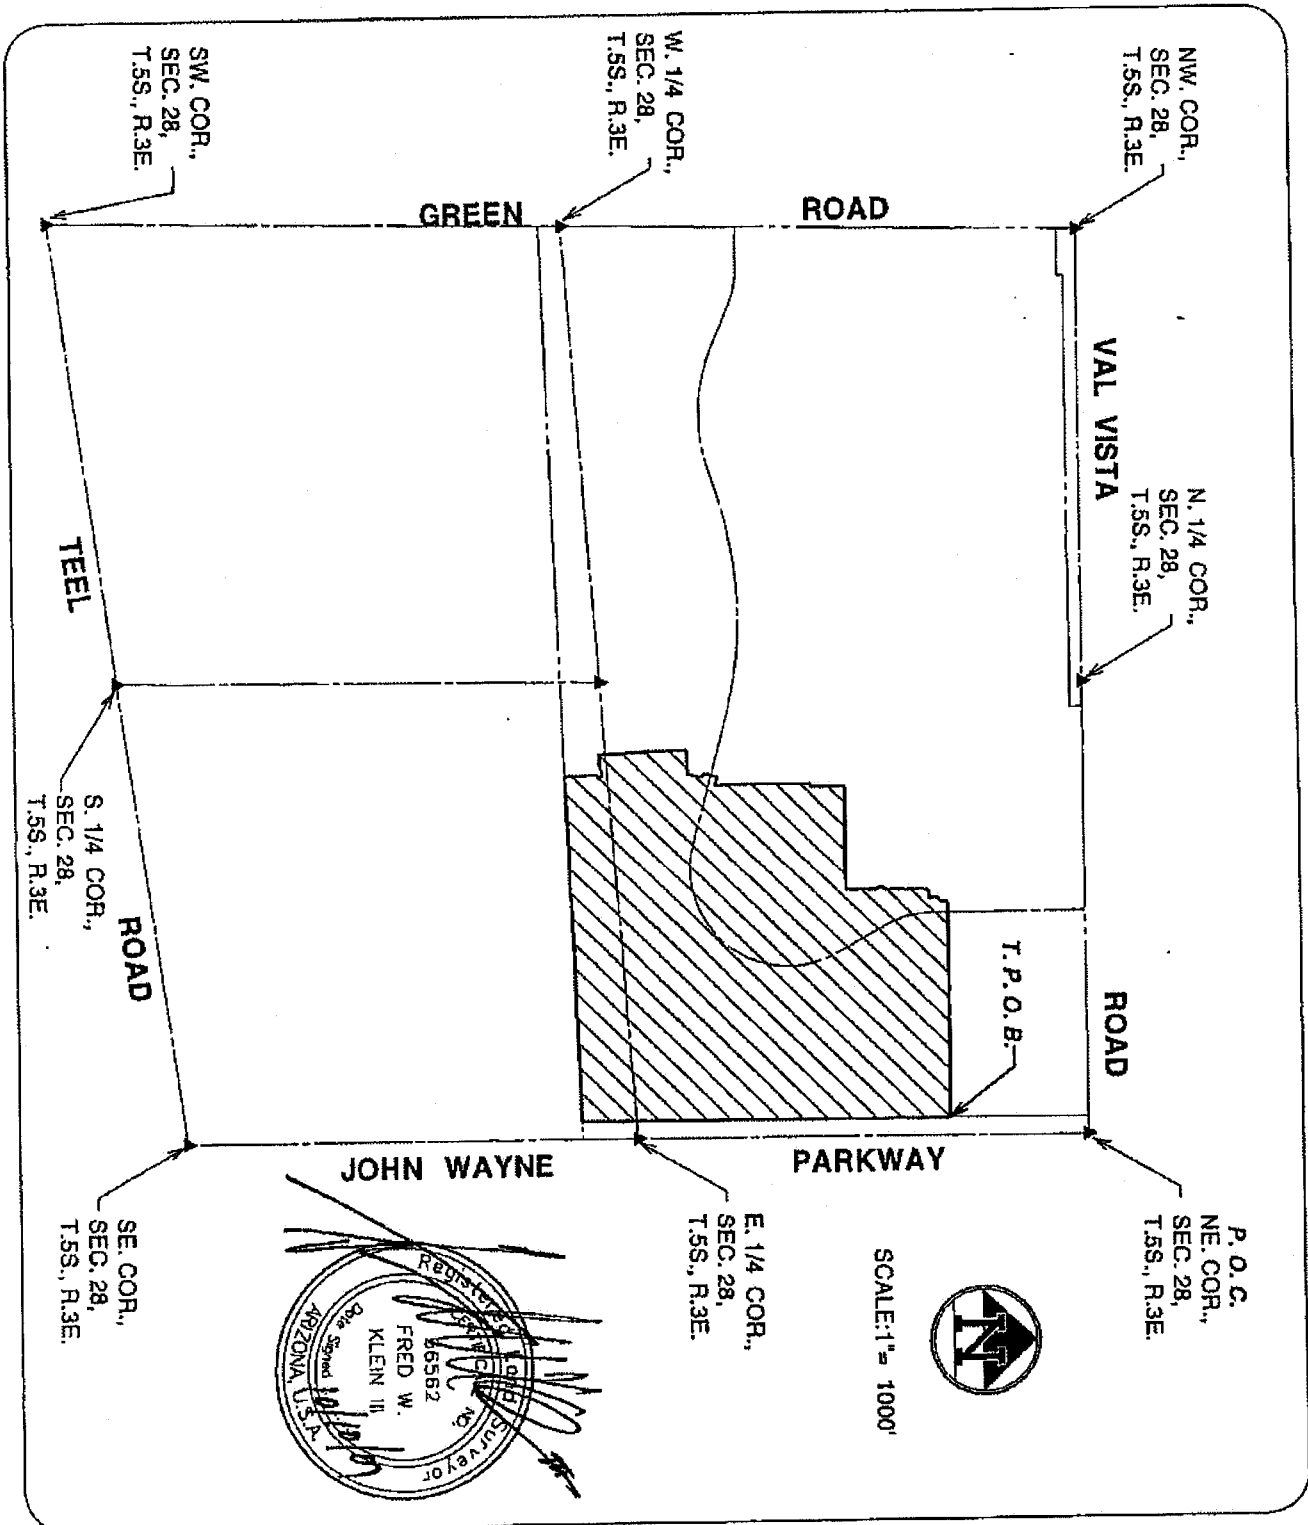 NW. COR.,
SEC. 28,
T.5S., R.3E.
N. 1/4 COR.,
SEC. 28,
T.5S., R.3E.
P. O. C.
NE. COR.,
SEC. 28,
T.5S., R.3E.
VAL VISTA
ROAD
T. P. O. B.
GREEN
ROAD
W. 1/4 COR.,
SEC. 28,
T.5S., R.3E.
JOHN WAYNE
PARKWAY
E. 1/4 COR.,
SEC. 28,
T.5S., R.3E.
SW. COR.,
SEC. 28,
T.5S., R.3E.
TEEL
ROAD
S. 1/4 COR.,
SEC. 28,
T.5S., R.3E.
SE. COR.,
SEC. 28,
T.5S., R.3E.
N
SCALE:1"= 1000'
Registered Land Surveyor
NO.
36562
FRED W.
KLEIN III
Date Signed
ARIZONA, U.S.A.